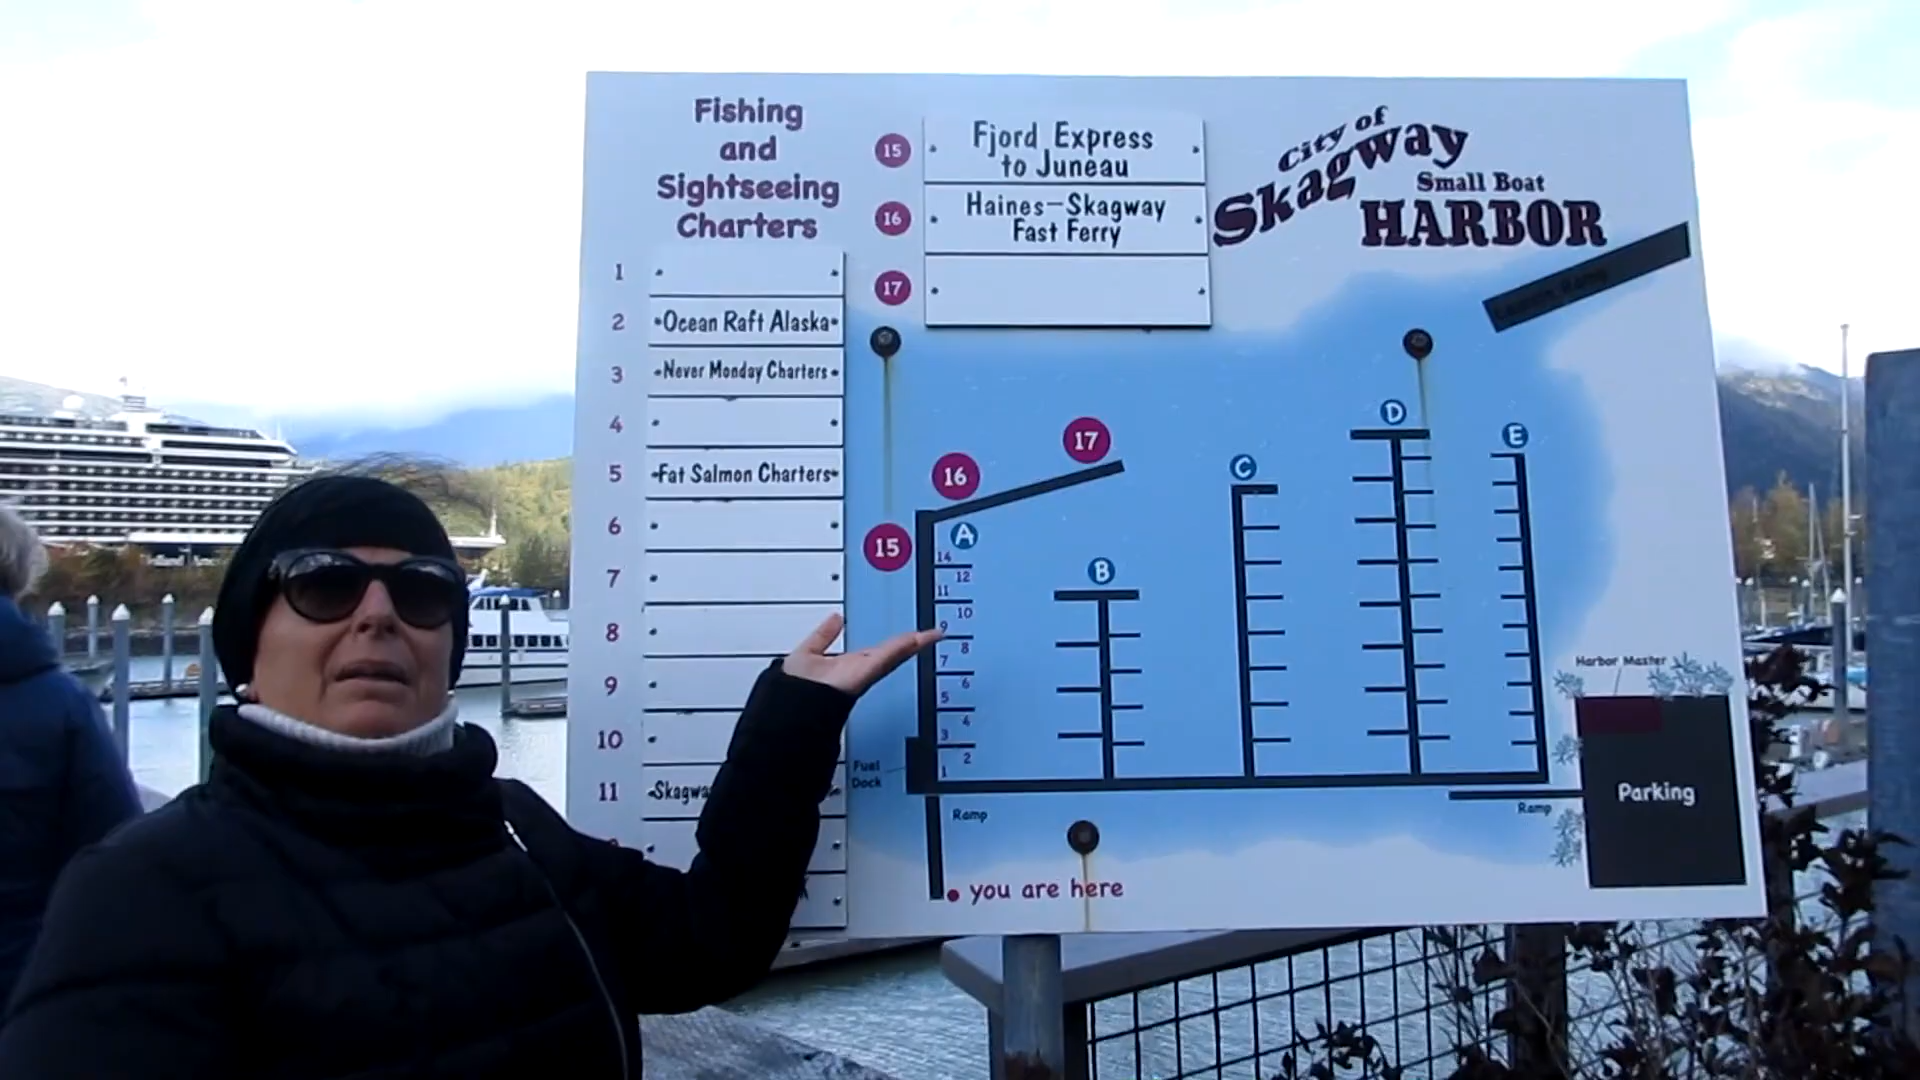 Fishing
and
Sightseeing
Charters
1
2 Ocean Raft Alaska
3 Never Monday Charters
4
5 Fat Salmon Charters
6
7
8
9
10
11
15 Fjord Express
to Juneau
16 Haines-Skagway
Fast Ferry
17
City of
Skagway
Small Boat
HARBOR
17
16
15
A
B
C
D
E
14
12
11
10
9
8
7
6
5
4
3
2
1
Fuel
Dock
Ramp
you are here
Ramp
Harbor Master
Parking